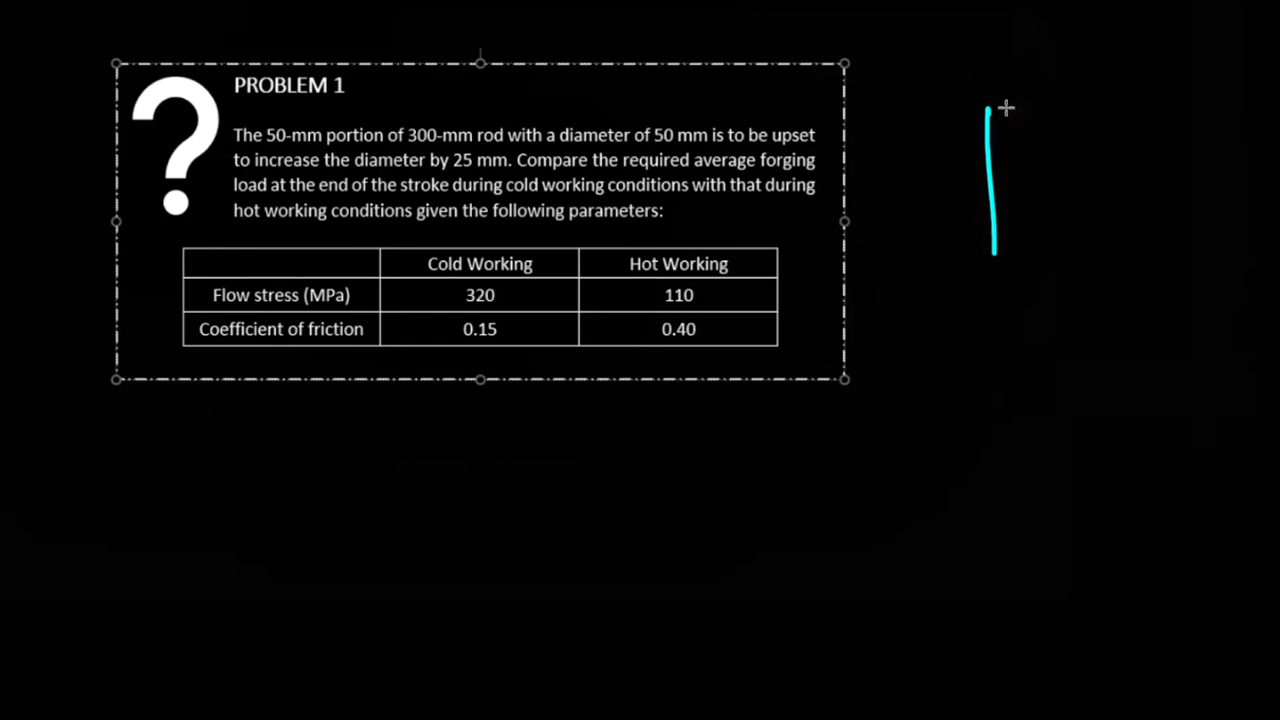 ?
PROBLEM 1
The 50-mm portion of 300-mm rod with a diameter of 50 mm is to be upset
to increase the diameter by 25 mm. Compare the required average forging
load at the end of the stroke during cold working conditions with that during
hot working conditions given the following parameters:
Cold Working Hot Working
Flow stress (MPa) 320 110
Coefficient of friction 0.15 0.40